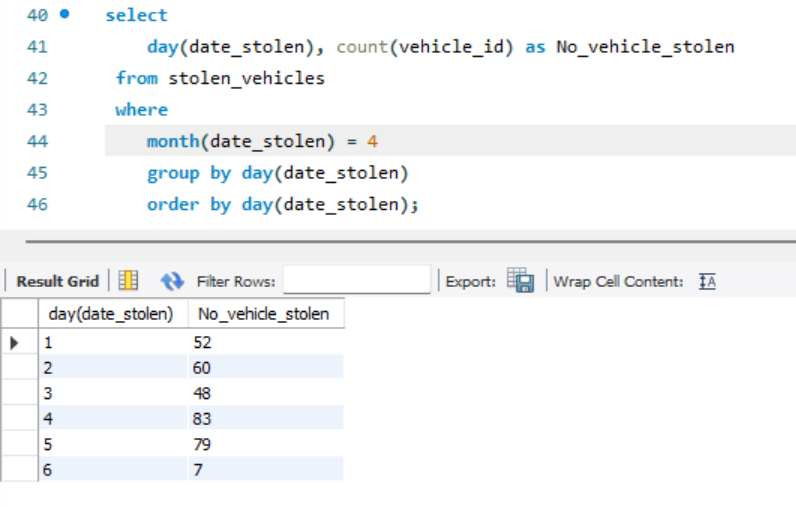 40 select
41 day(date_stolen), count(vehicle_id) as No_vehicle_stolen
42 from stolen_vehicles
43 where
44 month(date_stolen) = 4
45 group by day(date_stolen)
46 order by day(date_stolen);
Result Grid Filter Rows: Export: Wrap Cell Content: IA
day(date_stolen) No_vehicle_stolen
1 52
2 60
3 48
4 83
5 79
6 7